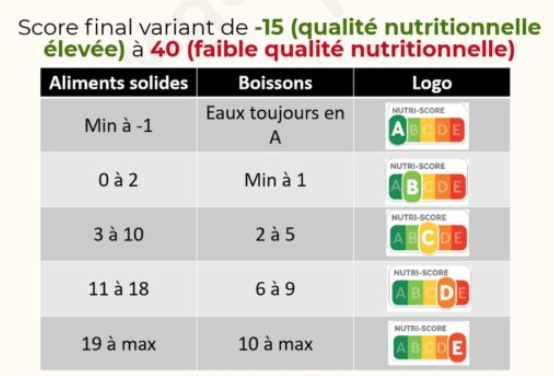 Score final variant de -15 (qualité nutritionnelle
élevée) à 40 (faible qualité nutritionnelle)
Aliments solides Boissons Logo
Min à -1 Eaux toujours en A NUTRI-SCORE A B C D E
0 à 2 Min à 1 NUTRI-SCORE A B C D E
3 à 10 2 à 5 NUTRI-SCORE A B C D E
11 à 18 6 à 9 NUTRI-SCORE A B C D E
19 à max 10 à max NUTRI-SCORE A B C D E